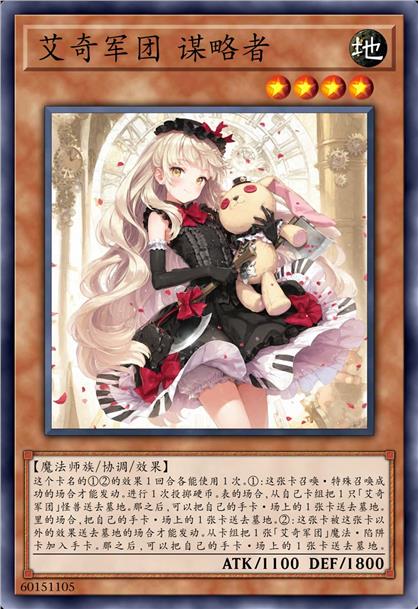 艾奇军团 谋略者
地
【魔法师族/协调/效果】
这个卡名的①②的效果1回合各能使用1次。①:这张卡召唤·特殊召唤成
功的场合才能发动。进行1次投掷硬币。表的场合,从自己卡组把1只「艾奇
军团」怪兽送去墓地。那之后,可以把自己的手卡·场上的1张卡送去墓地。
里的场合,把自己的手卡·场上的1张卡送去墓地。②:这张卡被这张卡以
外的效果送去墓地的场合才能发动。从卡组把1张「艾奇军团」魔法·陷阱
卡加入手卡。那之后,可以把自己的手卡·场上的1张卡送去墓地。
ATK/1100 DEF/1800
60151105